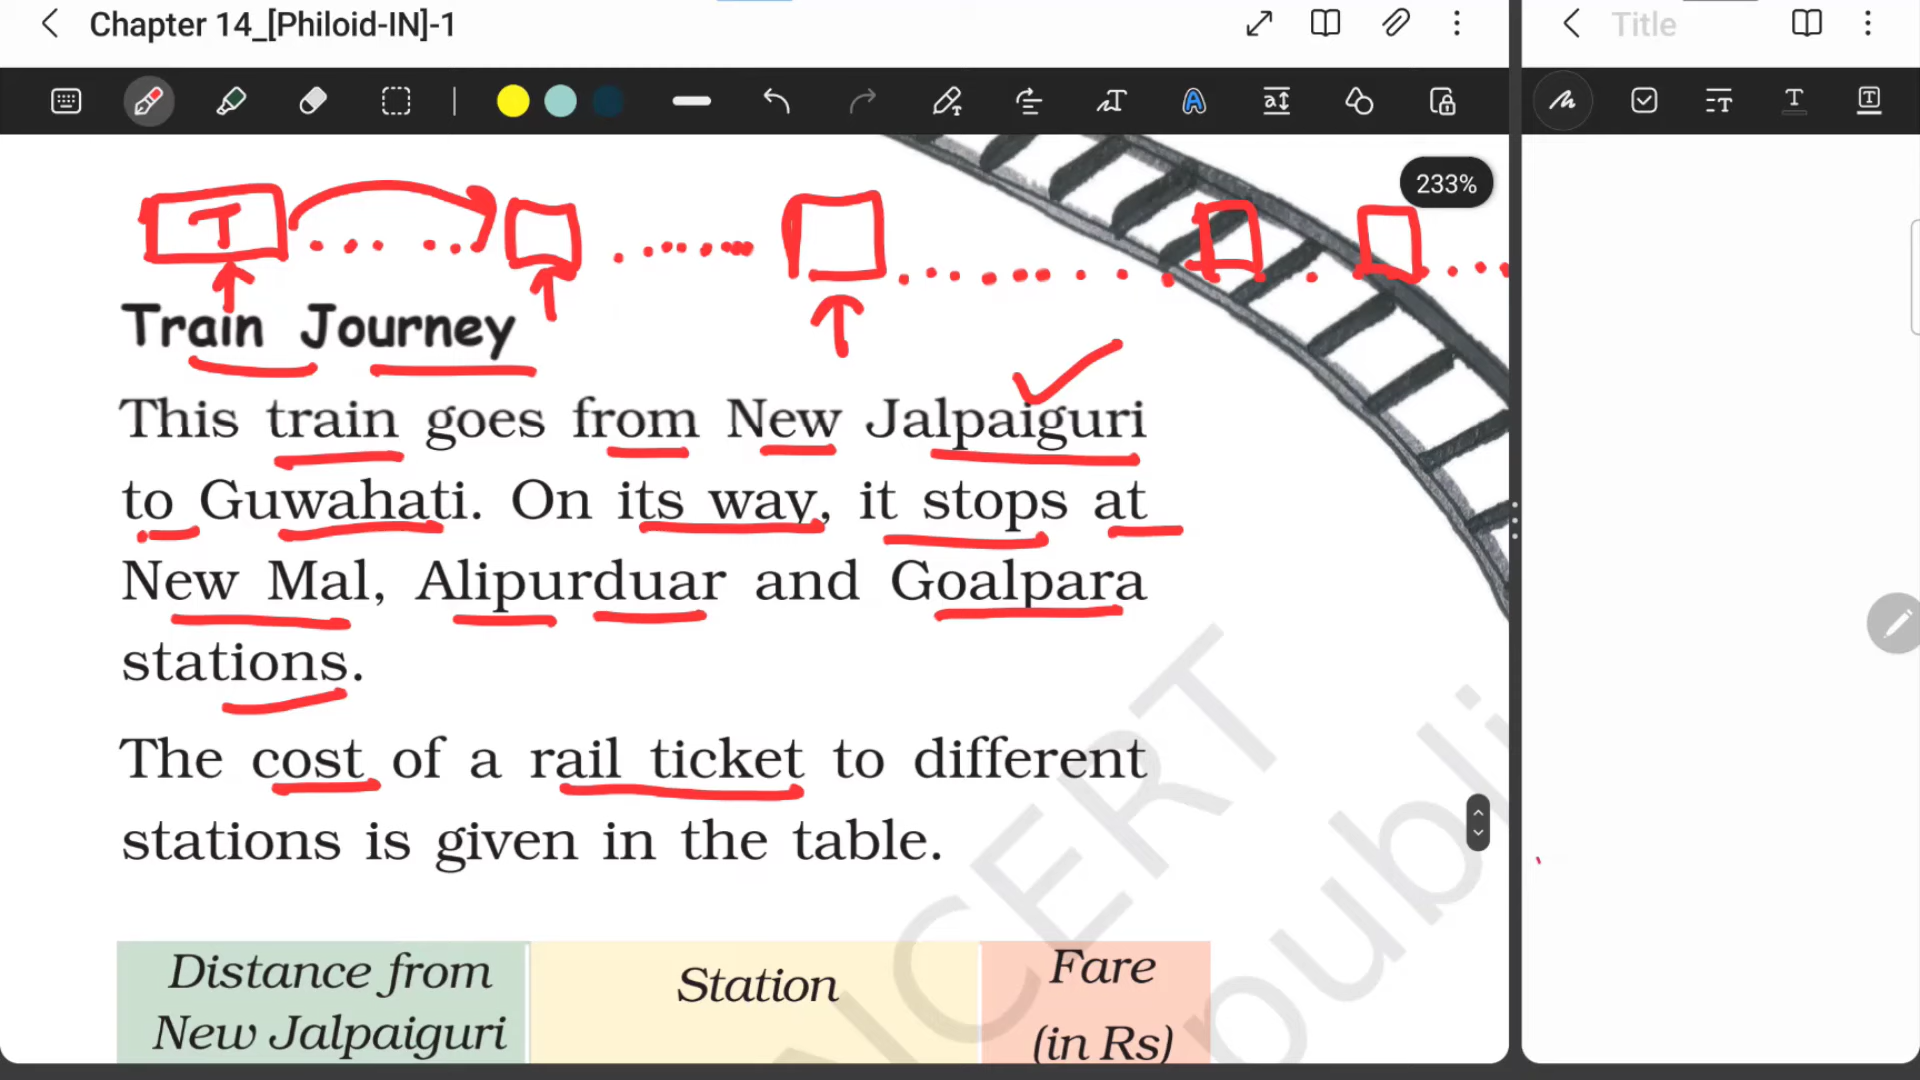 Chapter 14_[Philoid-IN]-1
Title
233%
T
Train Journey
This train goes from New Jalpaiguri
to Guwahati. On its way, it stops at
New Mal, Alipurduar and Goalpara
stations.
The cost of a rail ticket to different
stations is given in the table.
Distance from
New Jalpaiguri
Station
Fare
(in Rs)
NCERT
publi